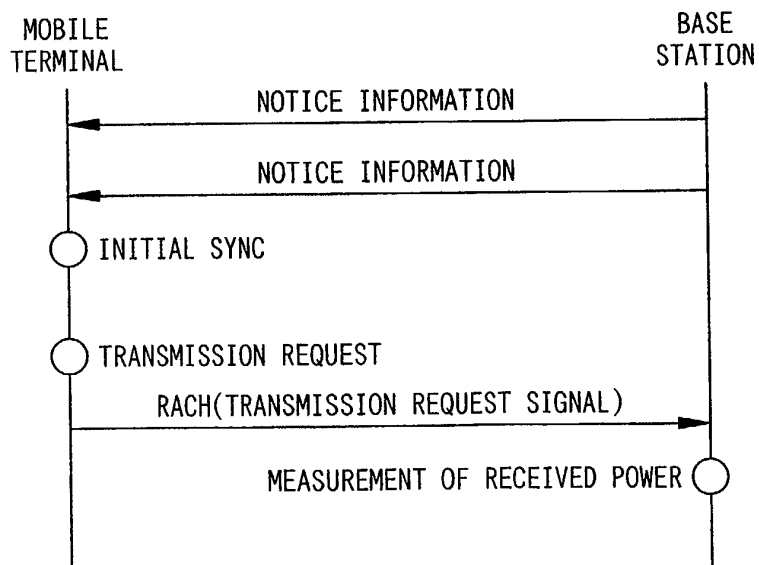 MOBILE
TERMINAL
BASE
STATION
NOTICE INFORMATION
NOTICE INFORMATION
INITIAL SYNC
TRANSMISSION REQUEST
RACH(TRANSMISSION REQUEST SIGNAL)
MEASUREMENT OF RECEIVED POWER